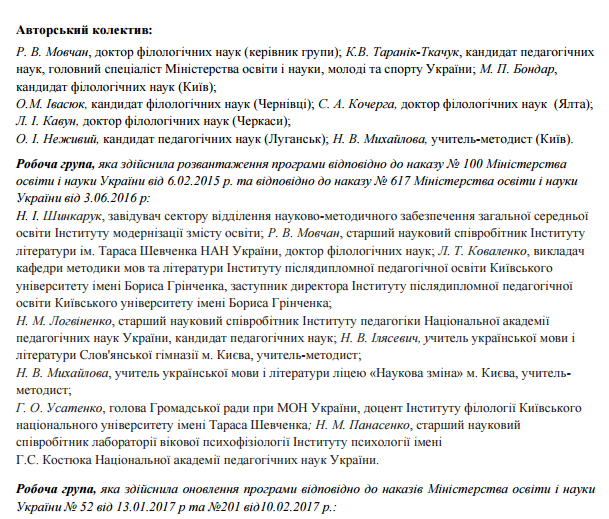 Авторський колектив:
Р. В. Мовчан, доктор філологічних наук (керівник групи); К.В. Таранік-Ткачук, кандидат педагогічних
наук, головний спеціаліст Міністерства освіти і науки, молоді та спорту України; М. П. Бондар,
кандидат філологічних наук (Київ);
О.М. Івасюк, кандидат філологічних наук (Чернівці); С. А. Кочерга, доктор філологічних наук (Ялта);
Л. І. Кавун, доктор філологічних наук (Черкаси);
О. І. Неживий, кандидат педагогічних наук (Луганськ); Н. В. Михайлова, учитель-методист (Київ).
Робоча група, яка здійснила розвантаження програми відповідно до наказу № 100 Міністерства
освіти і науки України від 6.02.2015 р. та відповідно до наказу № 617 Міністерства освіти і науки
України від 3.06.2016 р:
Н. І. Шинкарук, завідувач сектору відділення науково-методичного забезпечення загальної середньої
освіти Інституту модернізації змісту освіти; Р. В. Мовчан, старший науковий співробітник Інституту
літератури ім. Тараса Шевченка НАН України, доктор філологічних наук; Л. Т. Коваленко, викладач
кафедри методики мов та літератури Інституту післядипломної педагогічної освіти Київського
університету імені Бориса Грінченка, заступник директора Інституту післядипломної педагогічної
освіти Київського університету імені Бориса Грінченка;
Н. М. Логвіненко, старший науковий співробітник Інституту педагогіки Національної академії
педагогічних наук України, кандидат педагогічних наук; Н. В. Ілясевич, учитель української мови і
літератури Слов'янської гімназії м. Києва, учитель-методист;
Н. В. Михайлова, учитель української мови і літератури ліцею «Наукова зміна» м. Києва, учитель-
методист;
Г. О. Усатенко, голова Громадської ради при МОН України, доцент Інституту філології Київського
національного університету імені Тараса Шевченка; Н. М. Панасенко, старший науковий
співробітник лабораторії вікової психофізіології Інституту психології імені
Г.С. Костюка Національної академії педагогічних наук України.
Робоча група, яка здійснила оновлення програми відповідно до наказів Міністерства освіти і науки
України № 52 від 13.01.2017 р та №201 від10.02.2017 р.: